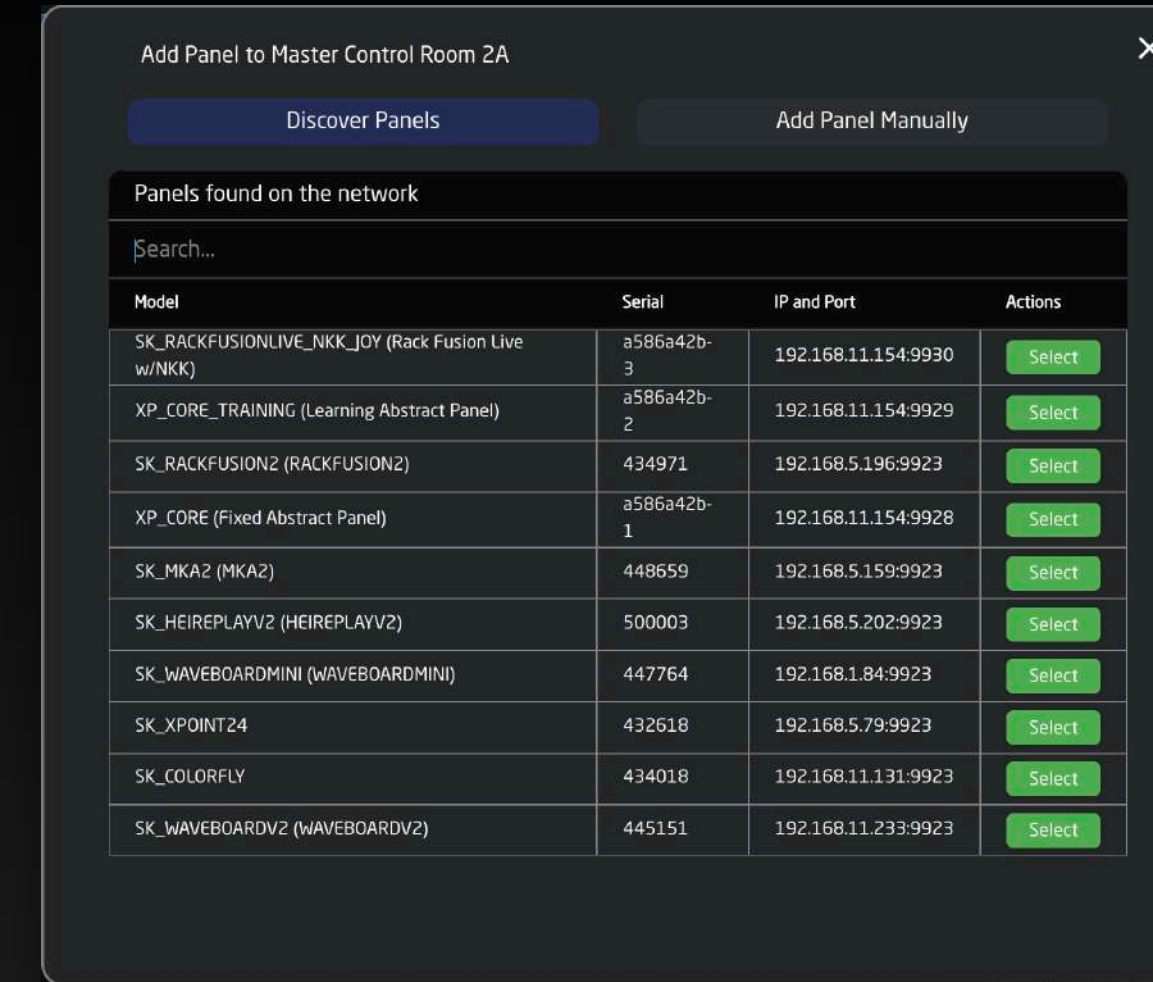 Add Panel to Master Control Room 2A
Discover Panels
Add Panel Manually
Panels found on the network
Search...
Model Serial IP and Port Actions
SK_RACKFUSIONLIVE_NKK_JOY (Rack Fusion Live
w/NKK)
a586a42b-
3
192.168.11.154:9930
Select
XP_CORE_TRAINING (Learning Abstract Panel)
a586a42b-
2
192.168.11.154:9929
Select
SK_RACKFUSION2 (RACKFUSION2) 434971 192.168.5.196:9923 Select
XP_CORE (Fixed Abstract Panel)
a586a42b-
1
192.168.11.154:9928
Select
SK_MKA2 (MKA2) 448659 192.168.5.159:9923 Select
SK_HEIREPLAYV2 (HEIREPLAYV2) 500003 192.168.5.202:9923 Select
SK_WAVEBOARDMINI (WAVEBOARDMINI) 447764 192.168.1.84:9923 Select
SK_XPOINT24 432618 192.168.5.79:9923 Select
SK_COLORFLY 434018 192.168.11.131:9923 Select
SK_WAVEBOARDV2 (WAVEBOARDV2) 445151 192.168.11.233:9923 Select